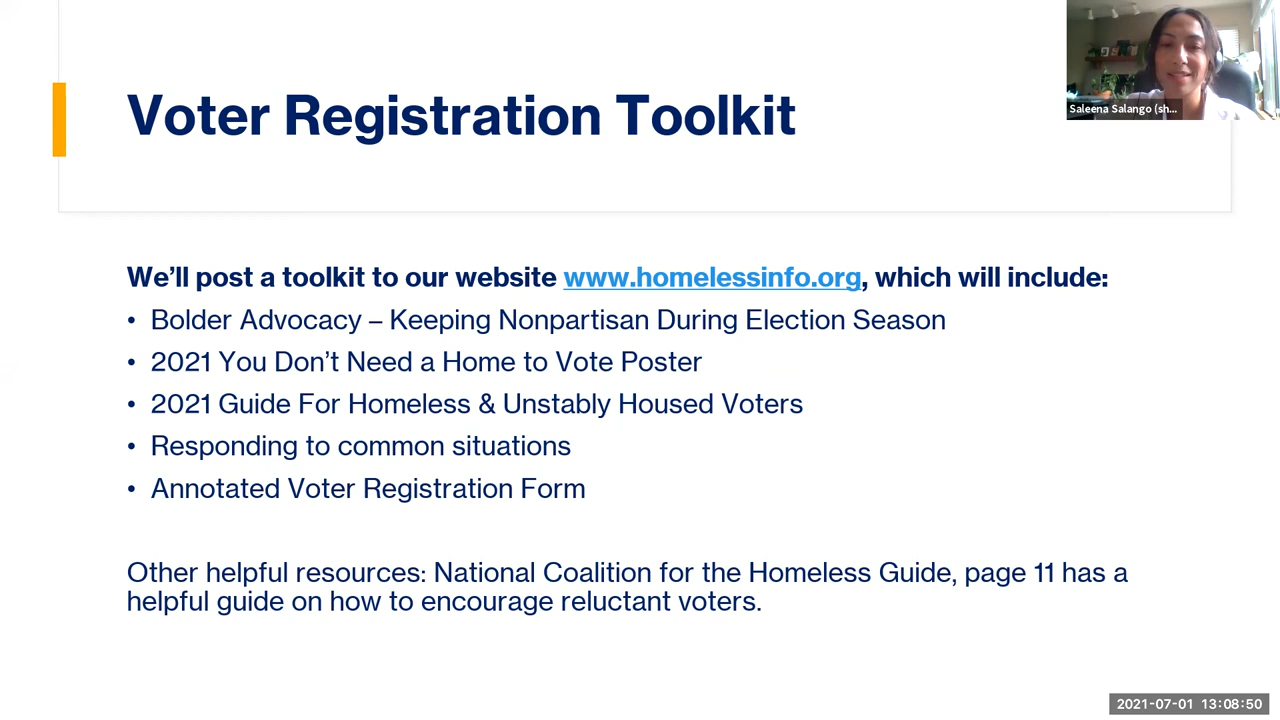 Voter Registration Toolkit
Saleena Salango (sh...
We’ll post a toolkit to our website www.homelessinfo.org, which will include:
• Bolder Advocacy – Keeping Nonpartisan During Election Season
• 2021 You Don’t Need a Home to Vote Poster
• 2021 Guide For Homeless & Unstably Housed Voters
• Responding to common situations
• Annotated Voter Registration Form
Other helpful resources: National Coalition for the Homeless Guide, page 11 has a
helpful guide on how to encourage reluctant voters.
2021-07-01 13:08:50